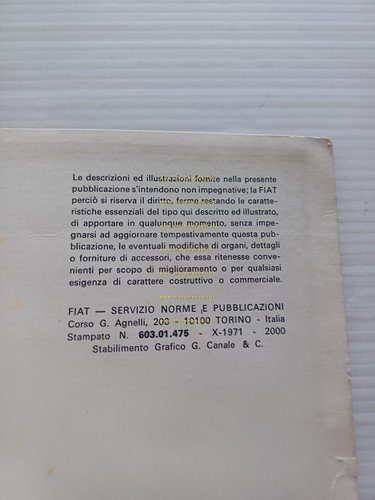 Le descrizioni ed illustrazioni fornite nella presente
pubblicazione s'intendono non impegnative; la FIAT
perciò si riserva il diritto, ferme restando le caratte-
ristiche essenziali del tipo qui descritto ed illustrato,
di apportare in qualunque momento, senza impe-
gnarsi ad aggiornare tempestivamente questa pub-
blicazione, le eventuali modifiche di organi, dettagli
o forniture di accessori, che essa ritenesse conve-
nienti per scopo di miglioramento o per qualsiasi
esigenza di carattere costruttivo o commerciale.
FIAT — SERVIZIO NORME E PUBBLICAZIONI
Corso G. Agnelli, 200 - 10100 TORINO - Italia
Stampato N. 603.01.475 - X-1971 - 2000
Stabilimento Grafico G. Canale & C.